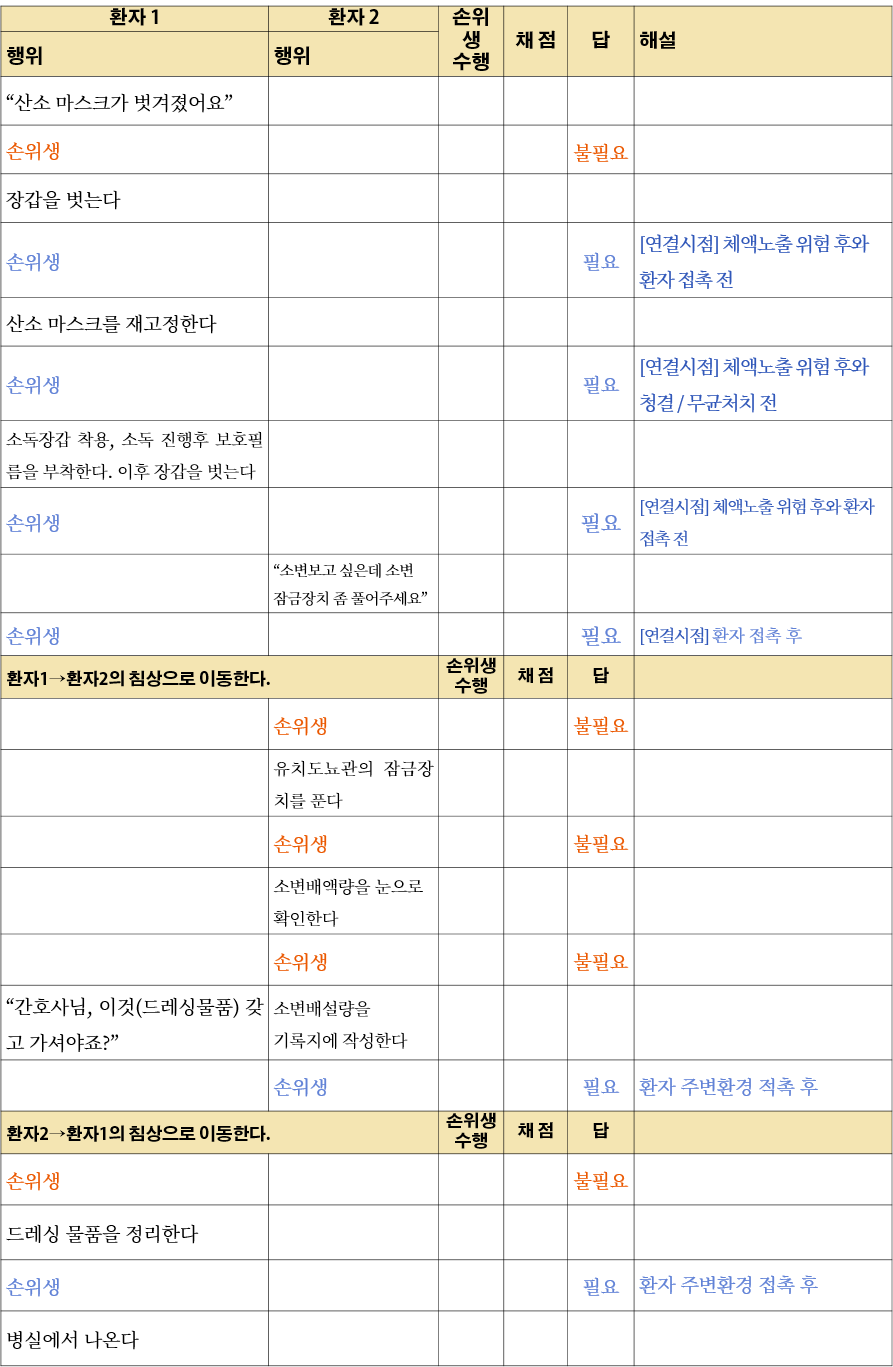 환자 1
환자 2
손위
생
수행
채 점
답
해설
행위
행위
“산소 마스크가 벗겨졌어요”
손위생
불필요
장갑을 벗는다
손위생
필요
[연결시점] 체액노출 위험 후와
환자 접촉 전
산소 마스크를 재고정한다
손위생
필요
[연결시점] 체액노출 위험 후와
청결 / 무균처치 전
소독장갑 착용, 소독 진행후 보호필
름을 부착한다. 이후 장갑을 벗는다
손위생
필요
[연결시점] 체액노출 위험 후와 환자
접촉 전
“소변보고 싶은데 소변
잠금장치 좀 풀어주세요”
손위생
필요
[연결시점] 환자 접촉 후
환자1→환자2의 침상으로 이동한다.
손위생
수행
채 점
답
손위생
불필요
유치도뇨관의 잠금장
치를 푼다
손위생
불필요
소변배액량을 눈으로
확인한다
손위생
불필요
“간호사님, 이것(드레싱물품) 갖
고 가셔야죠?”
소변배설량을
기록지에 작성한다
손위생
필요
환자 주변환경 적촉 후
환자2→환자1의 침상으로 이동한다.
손위생
수행
채 점
답
손위생
불필요
드레싱 물품을 정리한다
손위생
필요
환자 주변환경 접촉 후
병실에서 나온다